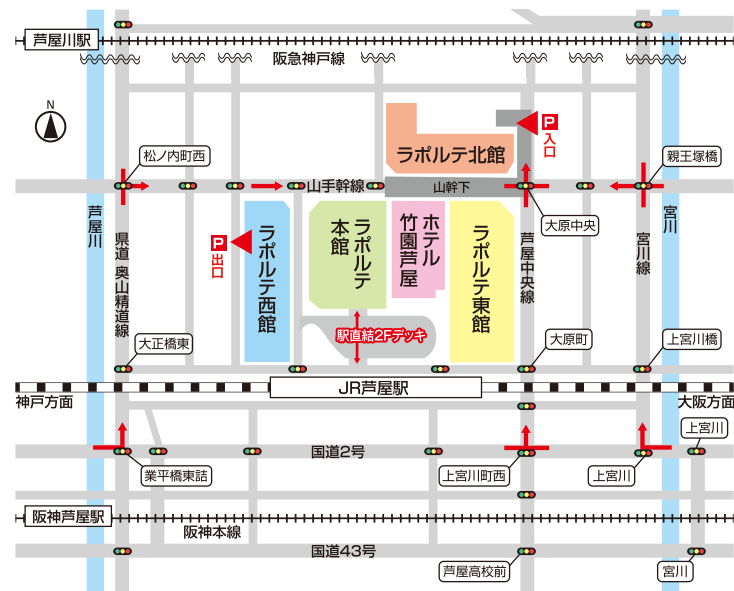 芦屋川駅
阪急神戸線
N
P
入口
ラポルテ北館
松ノ内町西
親王塚橋
山手幹線
山幹下
大原中央
芦屋川
宮川
県道 奥山精道線
P
出口
ラポルテ西館
ラポルテ
本館
ホテル
竹園芦屋
ラポルテ東館
芦屋中央線
宮川線
駅直結2Fデッキ
大正橋東
大原町
上宮川橋
JR芦屋駅
神戸方面
大阪方面
上宮川
国道2号
業平橋東詰
上宮川町西
上宮川
阪神芦屋駅
阪神本線
国道43号
芦屋高校前
宮川